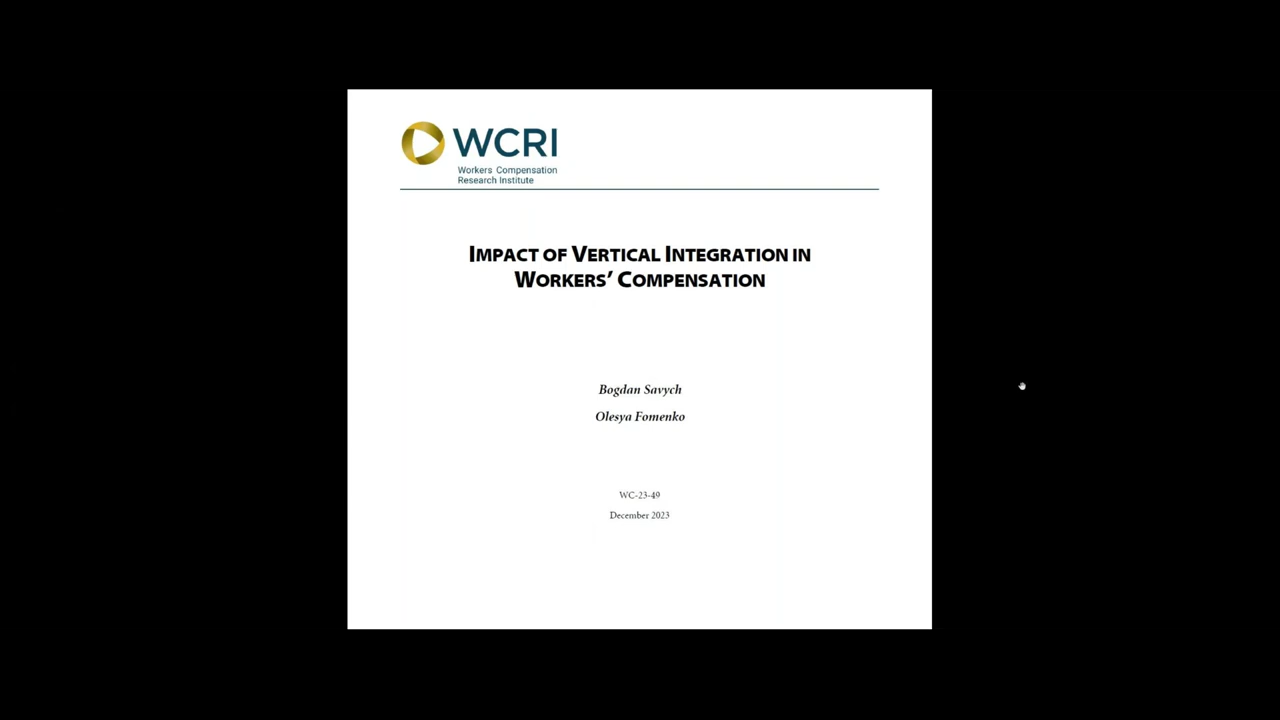 WCRI
Workers Compensation
Research Institute
IMPACT OF VERTICAL INTEGRATION IN
WORKERS’ COMPENSATION
Bogdan Savych
Olesya Fomenko
WC-23-49
December 2023